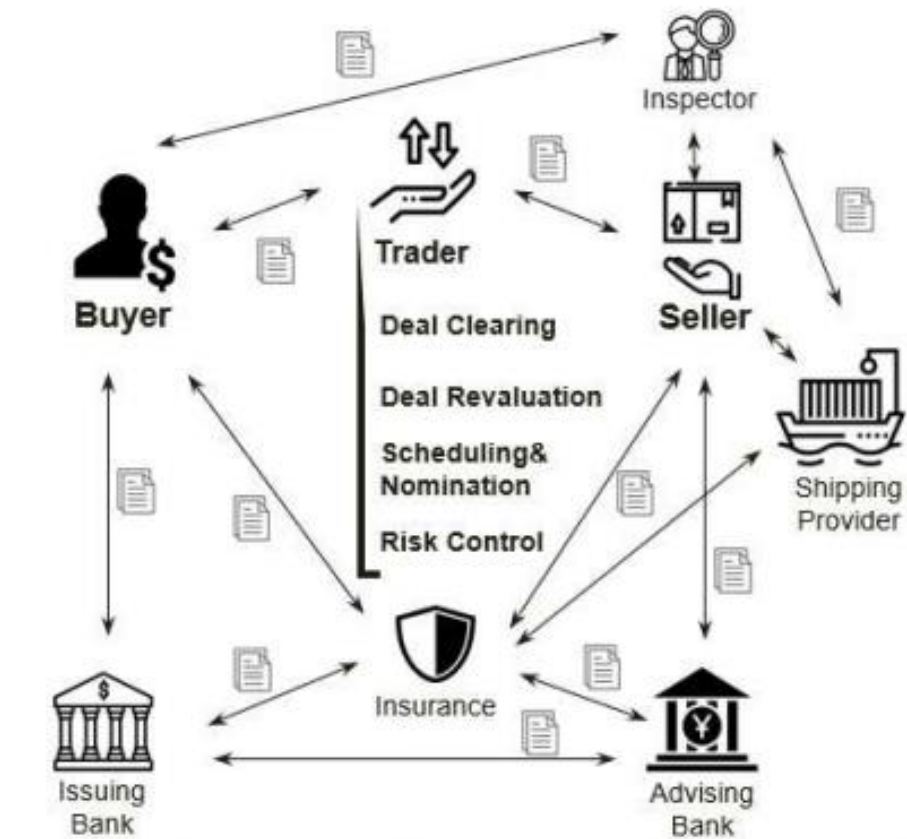 Inspector
Trader
Buyer
Seller
Deal Clearing
Deal Revaluation
Scheduling&
Nomination
Risk Control
Shipping
Provider
Insurance
Issuing
Bank
Advising
Bank
$
$
¥